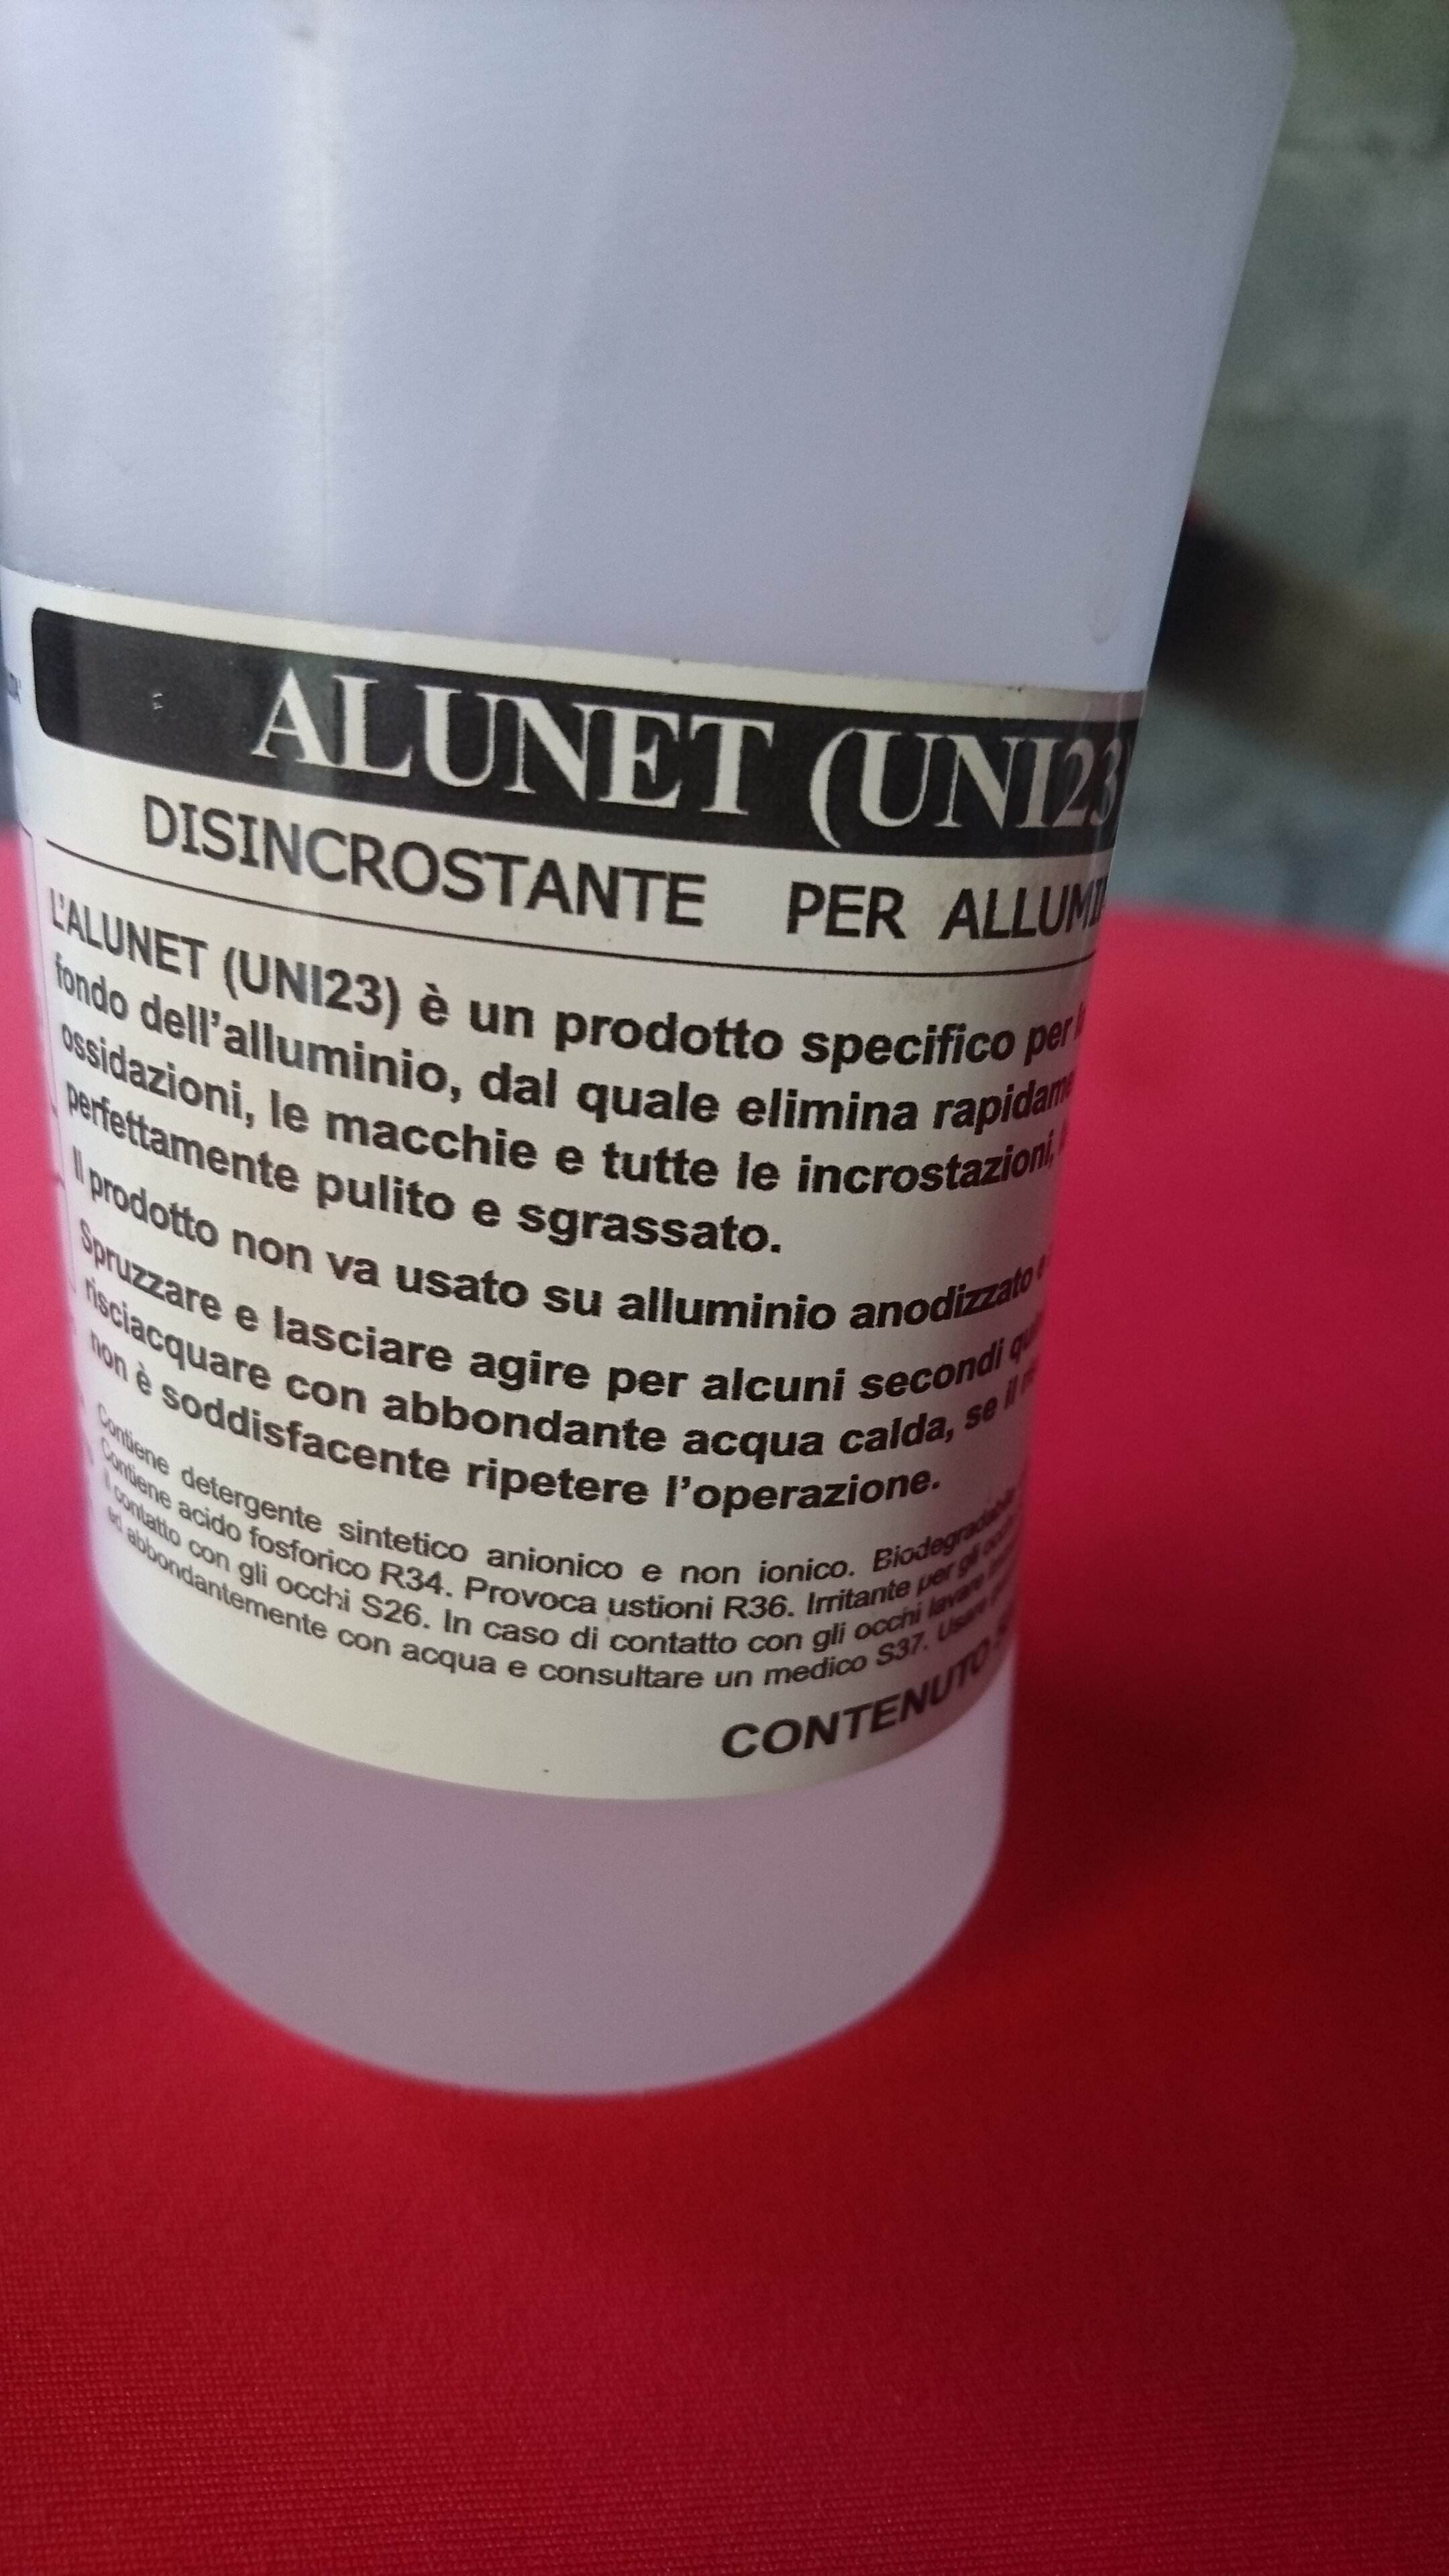 ALUNET (UNI23
DISINCROSTANTE PER ALLUMI
L'ALUNET (UNI23) è un prodotto specifico per
fondo dell'alluminio, dal quale elimina rapidame
ossidazioni, le macchie e tutte le incrostazioni,
perfettamente pulito e sgrassato.
Il prodotto non va usato su alluminio anodizzato e
Spruzzare e lasciare agire per alcuni secondi
risciacquare con abbondante acqua calda, se il
non è soddisfacente ripetere l'operazione.
Contiene detergente sintetico anionico e non ionico. Biodegradabile
Contiene acido fosforico R34. Provoca ustioni R36. Irritante per gli occhi
il contatto con gli occhi S26. In caso di contatto con gli occhi lavare
ed abbondantemente con acqua e consultare un medico S37. Usare
CONTENUTO